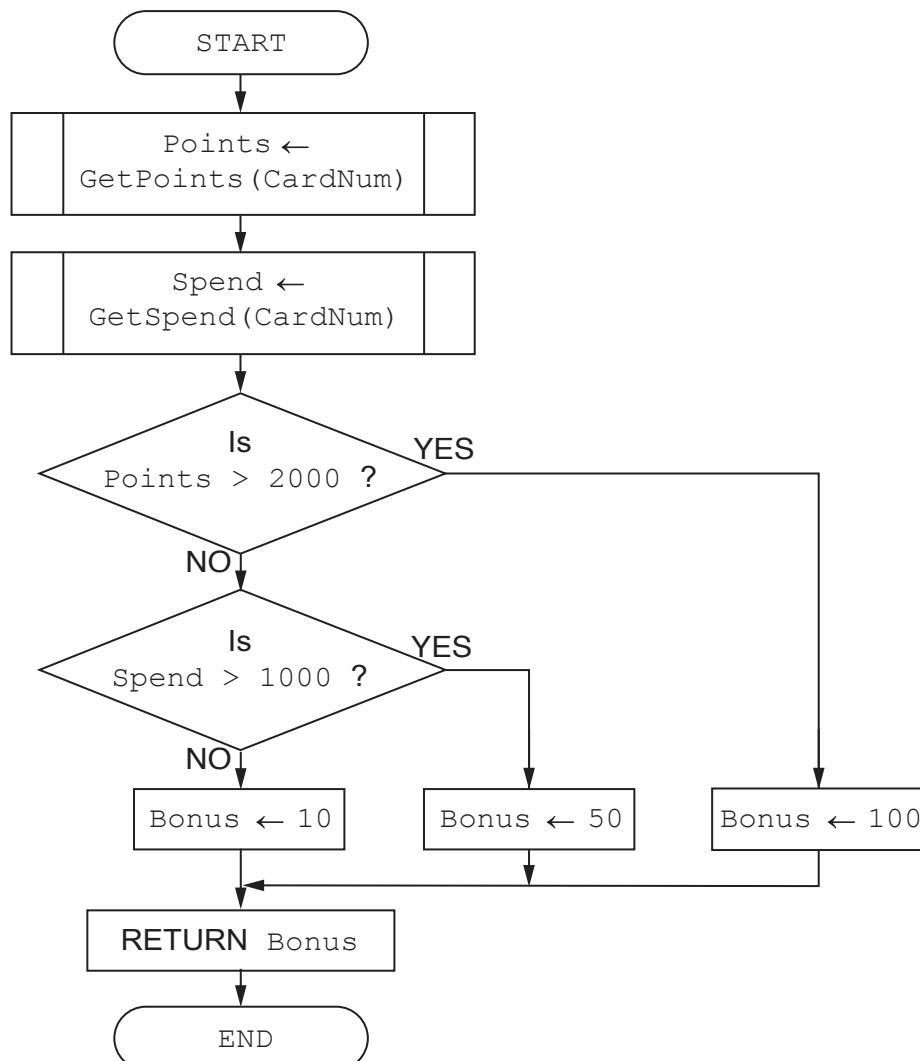 START
Points ←
GetPoints(CardNum)
Spend ←
GetSpend(CardNum)
Is
Points > 2000 ?
YES
NO
Is
Spend > 1000 ?
YES
NO
Bonus ← 10
Bonus ← 50
Bonus ← 100
RETURN Bonus
END